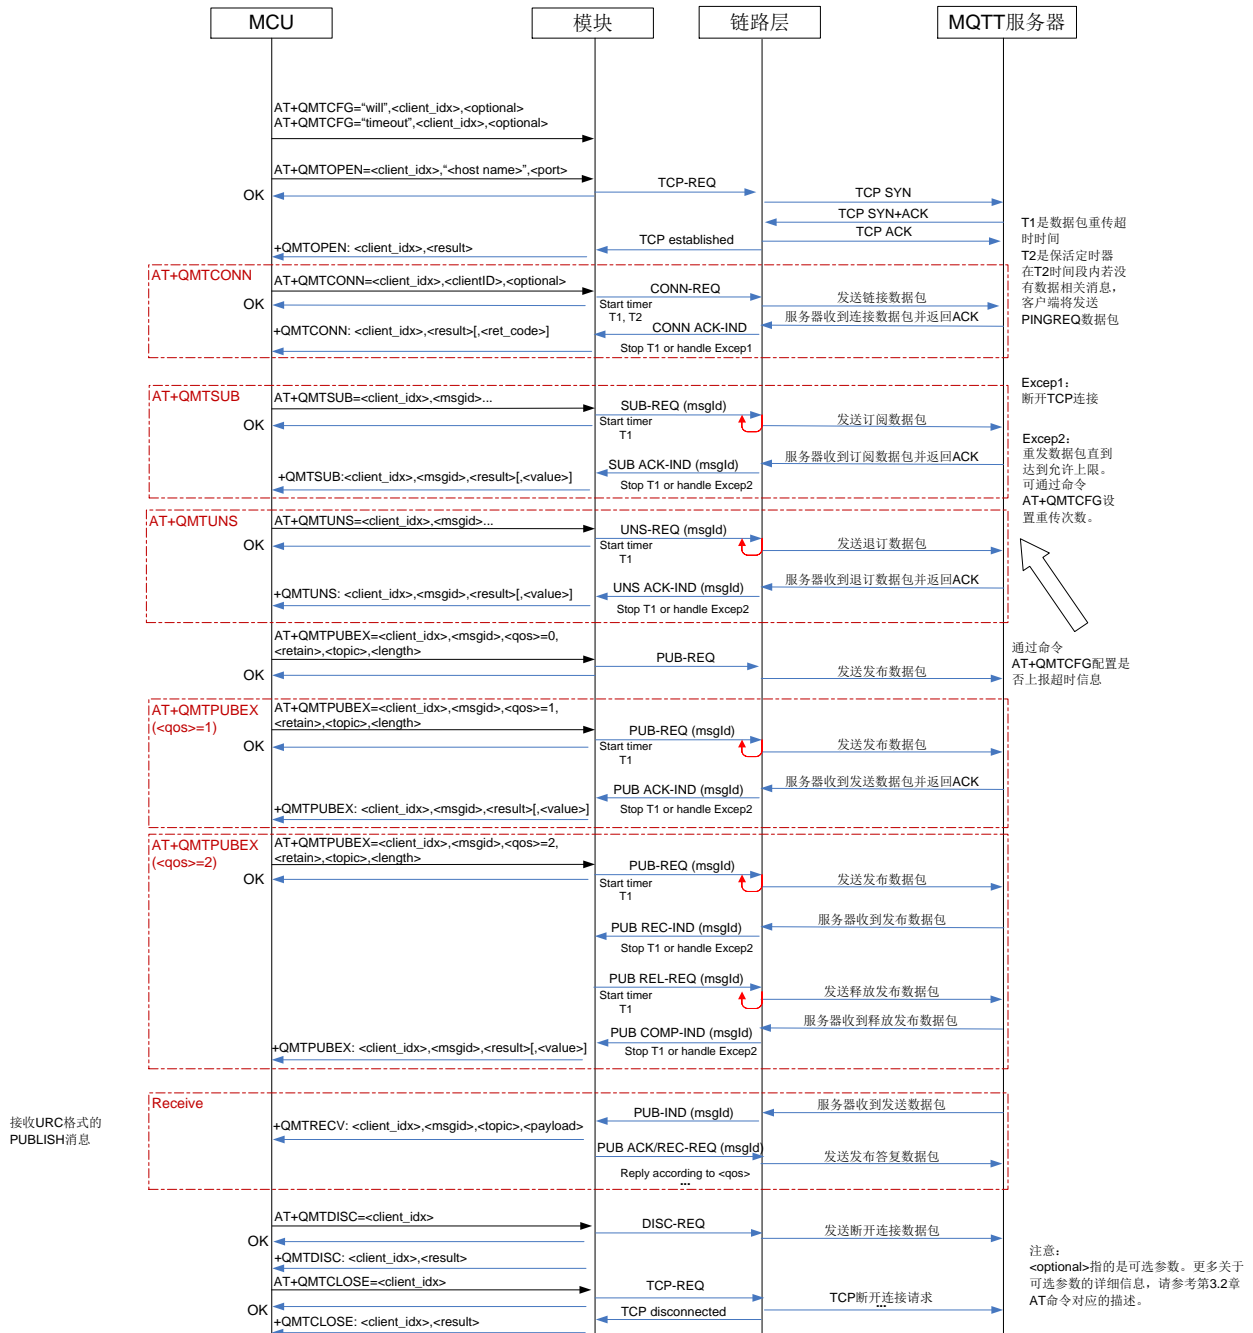 MCU
模块
链路层
MQTT服务器
AT+QMTCFG=“will”,<client_idx>,<optional>
AT+QMTCFG=“timeout”,<client_idx>,<optional>
AT+QMTOPEN=<client_idx>,“<host name>”,<port>
TCP-REQ
OK
TCP SYN
TCP SYN+ACK
TCP ACK
TCP established
+QMTOPEN: <client_idx>,<result>
T1是数据包重传超
时时间
T2是保活定时器
在T2时间段内若没
有数据相关消息，
客户端将发送
PINGREQ数据包
AT+QMTCONN
AT+QMTCONN=<client_idx>,<clientID>,<optional>
CONN-REQ
OK
Start timer
T1, T2
发送链接数据包
服务器收到连接数据包并返回ACK
+QMTCONN: <client_idx>,<result>[,<ret_code>]
CONN ACK-IND
Stop T1 or handle Excep1
Excep1：
断开TCP连接
AT+QMTSUB
AT+QMTSUB=<client_idx>,<msgid>...
SUB-REQ (msgId)
OK
Start timer
T1
发送订阅数据包
服务器收到订阅数据包并返回ACK
SUB ACK-IND (msgId)
+QMTSUB:<client_idx>,<msgid>,<result>[,<value>]
Stop T1 or handle Excep2
Excep2：
重发数据包直到
达到允许上限。
可通过命令
AT+QMTCFG设
置重传次数。
AT+QMTUNS
AT+QMTUNS=<client_idx>,<msgid>...
UNS-REQ (msgId)
OK
Start timer
T1
发送退订数据包
服务器收到退订数据包并返回ACK
UNS ACK-IND (msgId)
+QMTUNS: <client_idx>,<msgid>,<result>[,<value>]
Stop T1 or handle Excep2
AT+QMTPUBEX=<client_idx>,<msgid>,<qos>=0,
<retain>,<topic>,<length>
PUB-REQ
OK
发送发布数据包
通过命令
AT+QMTCFG配置是
否上报超时信息
AT+QMTPUBEX
(<qos>=1)
AT+QMTPUBEX=<client_idx>,<msgid>,<qos>=1,
<retain>,<topic>,<length>
PUB-REQ (msgId)
OK
Start timer
T1
发送发布数据包
服务器收到发送数据包并返回ACK
PUB ACK-IND (msgId)
+QMTPUBEX: <client_idx>,<msgid>,<result>[,<value>]
Stop T1 or handle Excep2
AT+QMTPUBEX
(<qos>=2)
AT+QMTPUBEX=<client_idx>,<msgid>,<qos>=2,
<retain>,<topic>,<length>
PUB-REQ (msgId)
OK
Start timer
T1
发送发布数据包
服务器收到发布数据包
PUB REC-IND (msgId)
Stop T1 or handle Excep2
PUB REL-REQ (msgId)
Start timer
T1
发送释放发布数据包
服务器收到释放发布数据包
PUB COMP-IND (msgId)
+QMTPUBEX: <client_idx>,<msgid>,<result>[,<value>]
Stop T1 or handle Excep2
接收URC格式的
PUBLISH消息
Receive
服务器收到发送数据包
PUB-IND (msgId)
+QMTRECV: <client_idx>,<msgid>,<topic>,<payload>
PUB ACK/REC-REQ (msgId)
发送发布答复数据包
Reply according to <qos>
...
AT+QMTDISC=<client_idx>
DISC-REQ
发送断开连接数据包
OK
+QMTDISC: <client_idx>,<result>
AT+QMTCLOSE=<client_idx>
TCP-REQ
TCP断开连接请求
...
OK
TCP disconnected
+QMTCLOSE: <client_idx>,<result>
注意：
<optional>指的是可选参数。更多关于
可选参数的详细信息，请参考第3.2章
AT命令对应的描述。